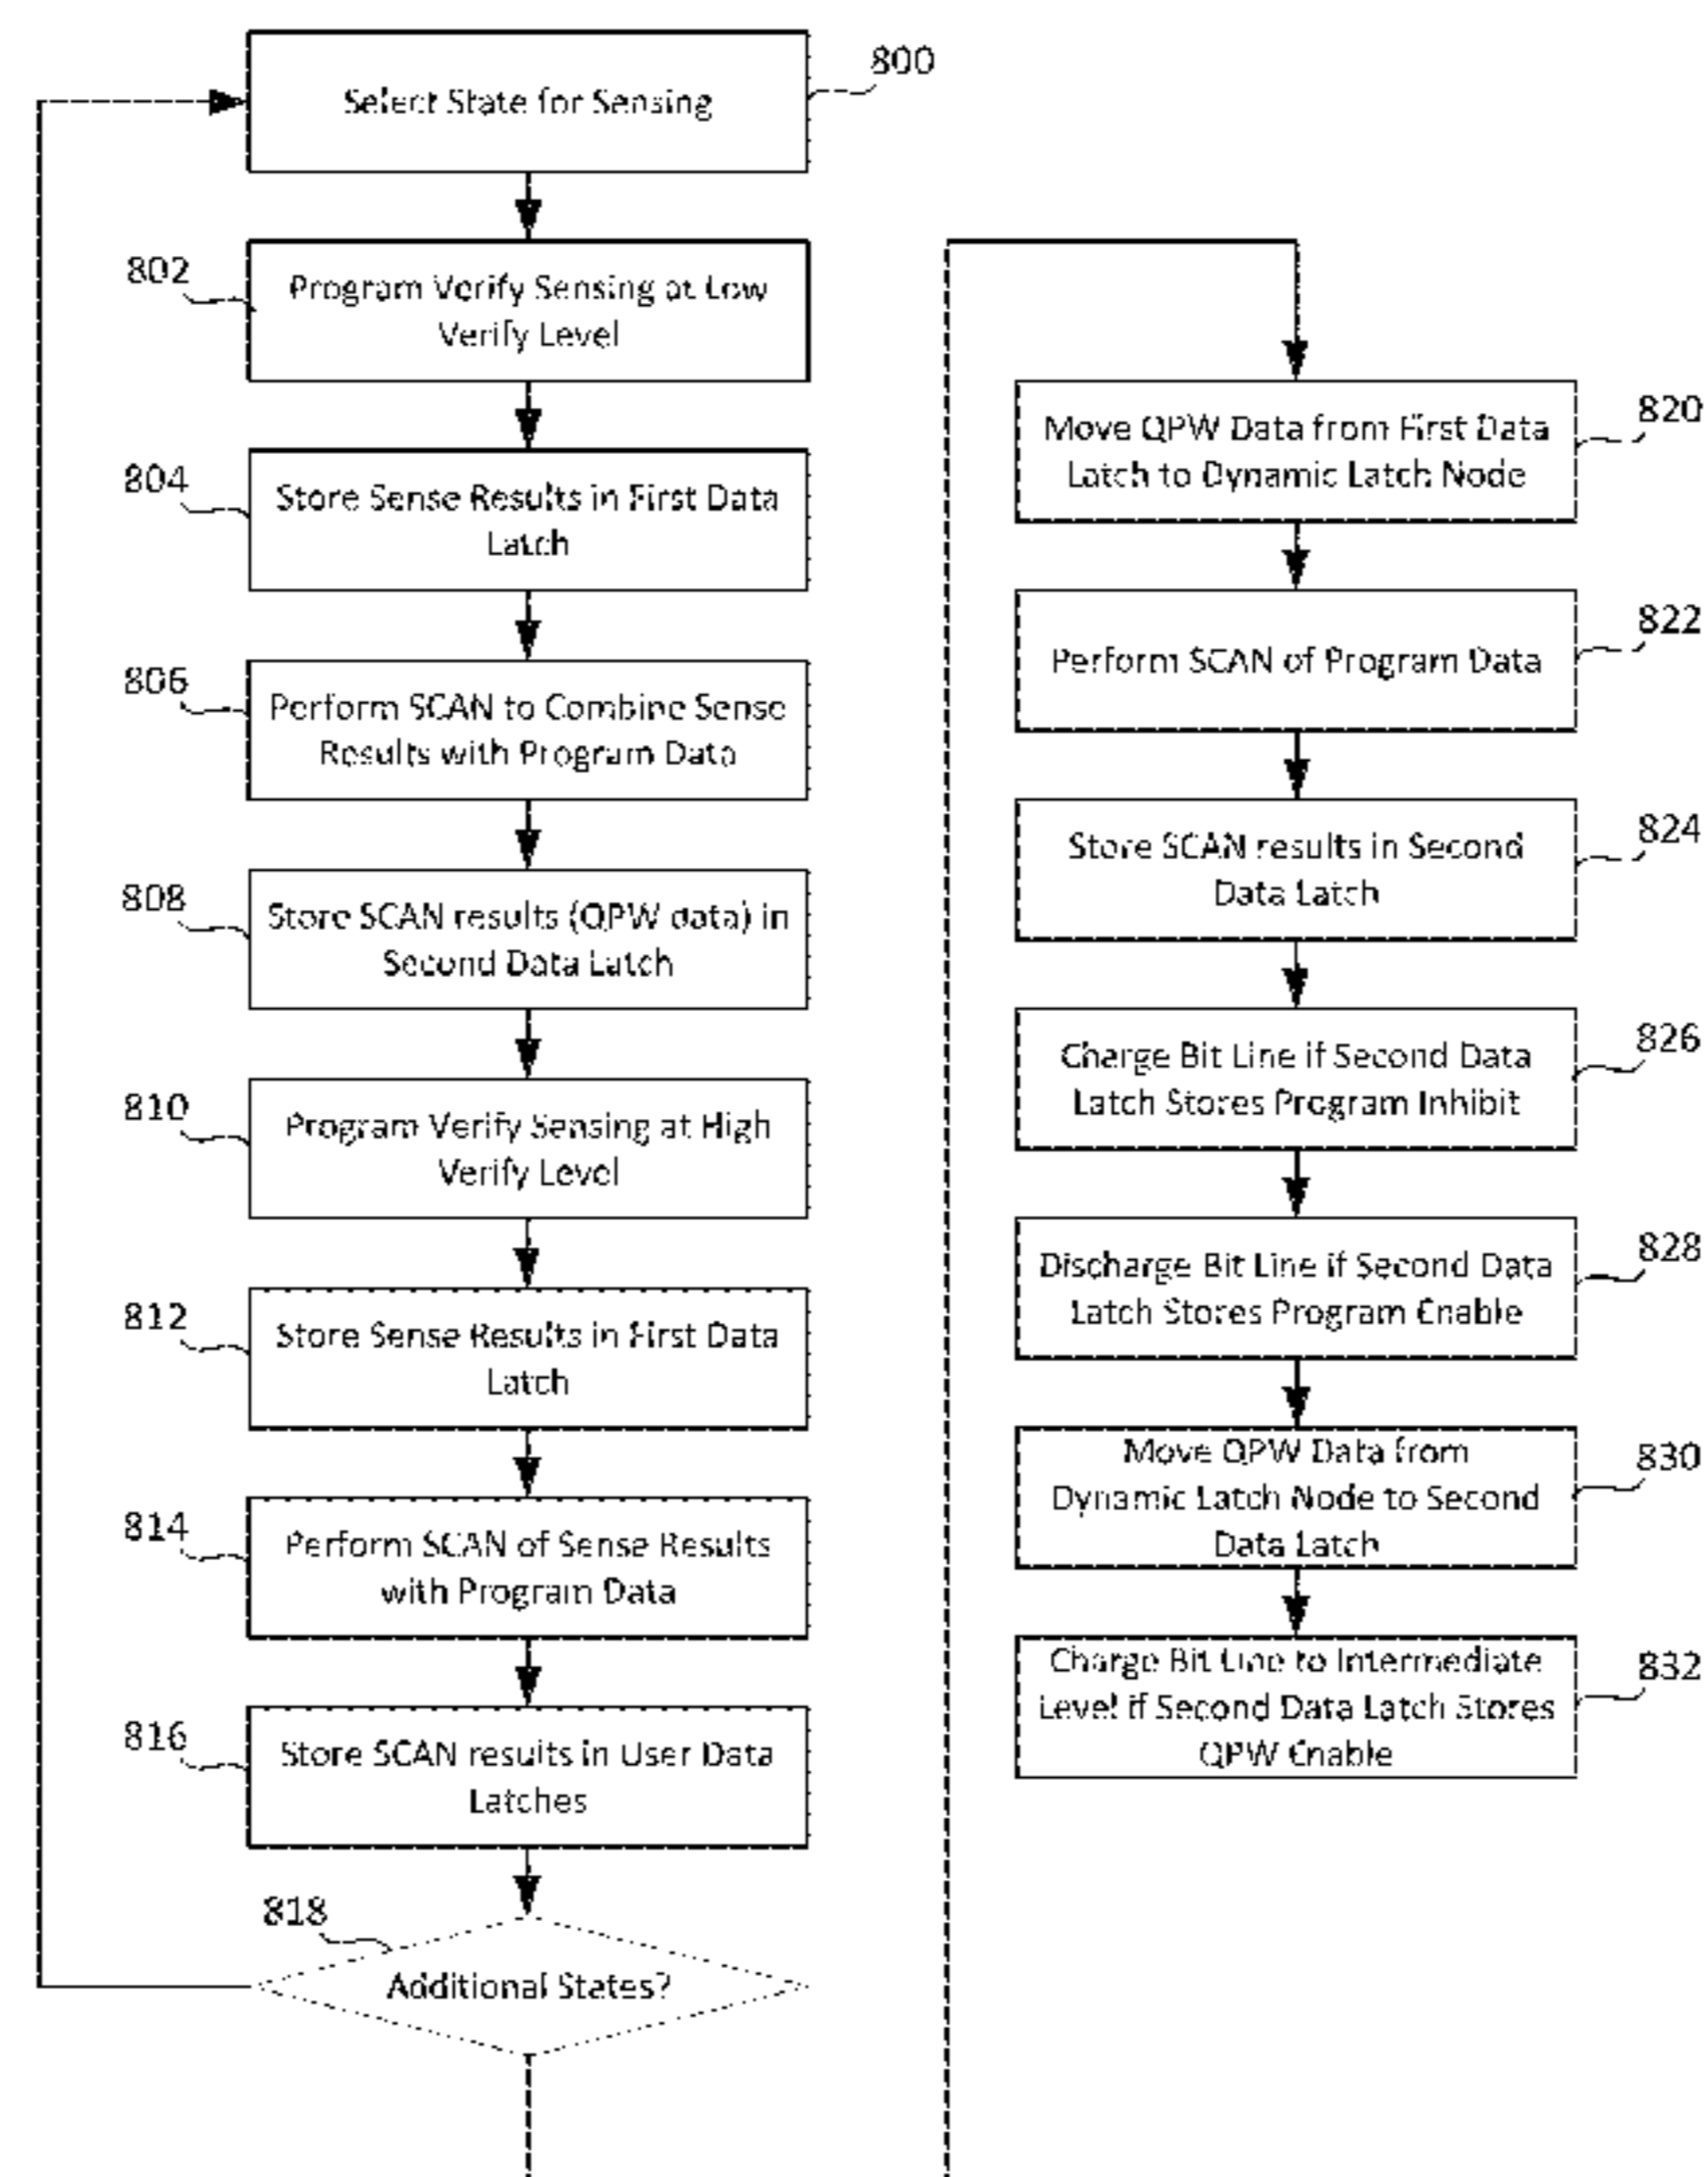 800
Select State for Sensing
802
Program Verify Sensing at Low
Verify Level
804
Store Sense Results in First Data
Latch
806
Perform SCAN to Combine Sense
Results with Program Data
808
Store SCAN results (QPW data) in
Second Data Latch
810
Program Verify Sensing at High
Verify Level
812
Store Sense Results in First Data
Latch
814
Perform SCAN of Sense Results
with Program Data
816
Store SCAN results in User Data
Latches
818
Additional States?
820
Move QPW Data from First Data
Latch to Dynamic Latch Node
822
Perform SCAN of Program Data
824
Store SCAN results in Second
Data Latch
826
Charge Bit Line if Second Data
Latch Stores Program Inhibit
828
Discharge Bit Line if Second Data
Latch Stores Program Enable
830
Move QPW Data from
Dynamic Latch Node to Second
Data Latch
832
Charge Bit Line to Intermediate
Level if Second Data Latch Stores
QPW Enable